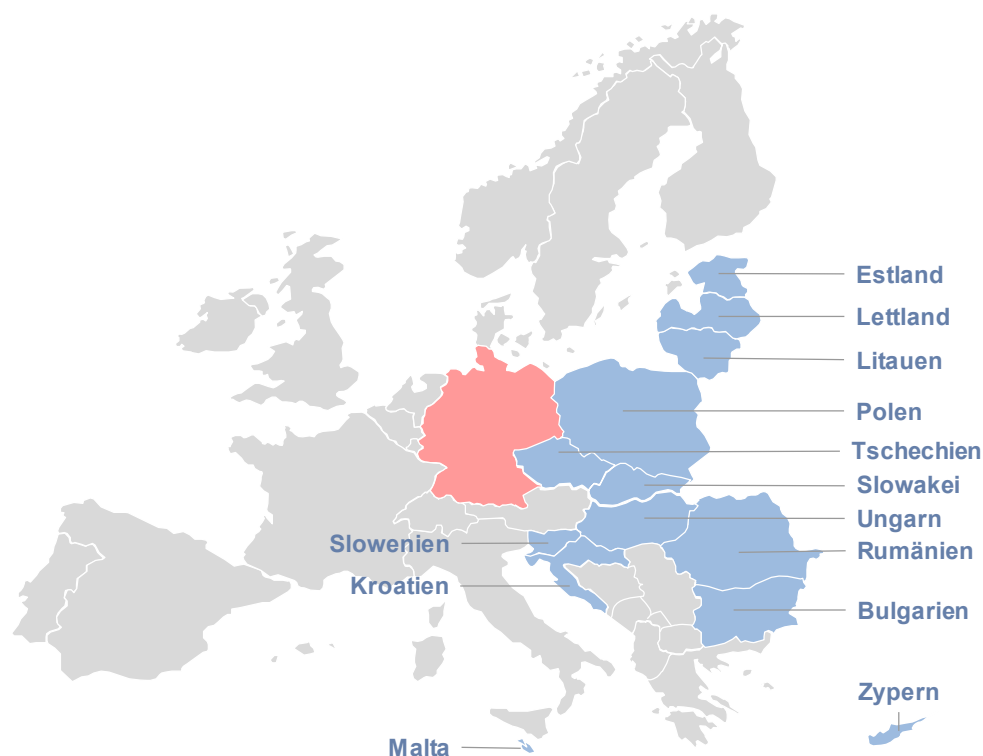 Estland
Lettland
Litauen
Polen
Tschechien
Slowakei
Ungarn
Slowenien
Rumänien
Kroatien
Bulgarien
Zypern
Malta